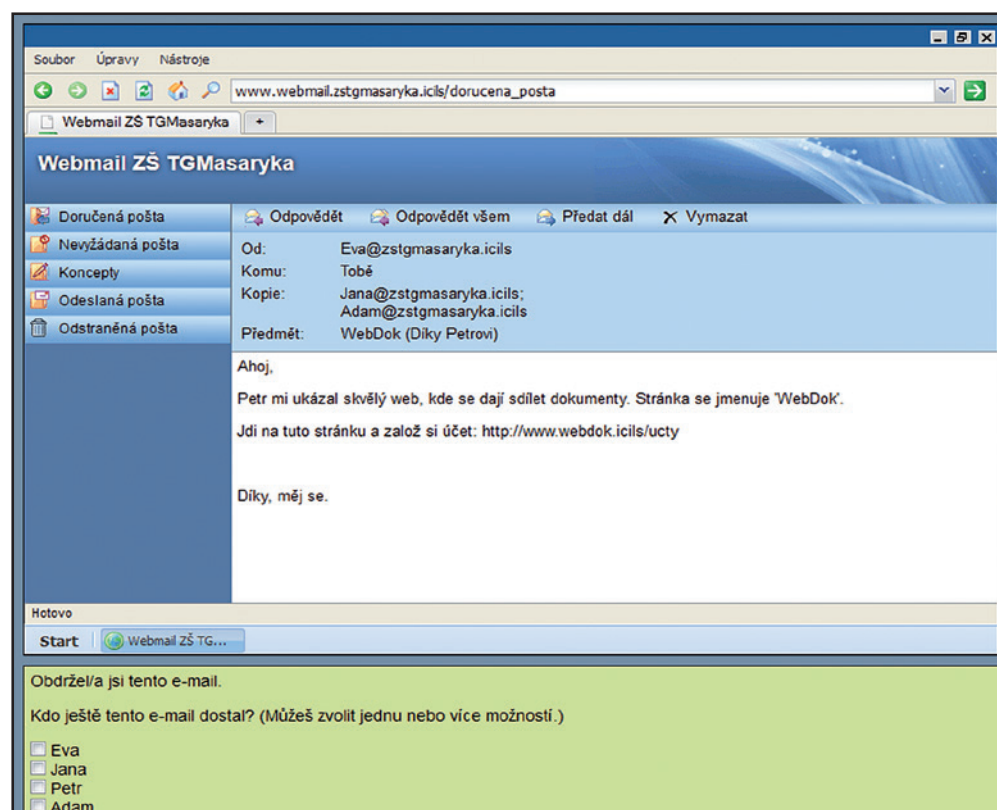 Soubor Úpravy Nástroje
www.webmail.zstgmasaryka.icils/dorucena_posta
Webmail ZŠ TGMasaryka +
Webmail ZŠ TGMasaryka
Doručená pošta
Nevyžádaná pošta
Koncepty
Odeslaná pošta
Odstraněná pošta
Odpovědět Odpovědět všem Předat dál Vymazat
Od: Eva@zstgmasaryka.icils
Komu: Tobě
Kopie: Jana@zstgmasaryka.icils;
Adam@zstgmasaryka.icils
Předmět: WebDok (Díky Petrovi)
Ahoj,
Petr mi ukázal skvělý web, kde se dají sdílet dokumenty. Stránka se jmenuje 'WebDok'.
Jdi na tuto stránku a založ si účet: http://www.webdok.icils/ucty
Díky, měj se.
Hotovo
Start Webmail ZŠ TG...
Obdržel/a jsi tento e-mail.
Kdo ještě tento e-mail dostal? (Můžeš zvolit jednu nebo více možností.)
Eva
Jana
Petr
Adam